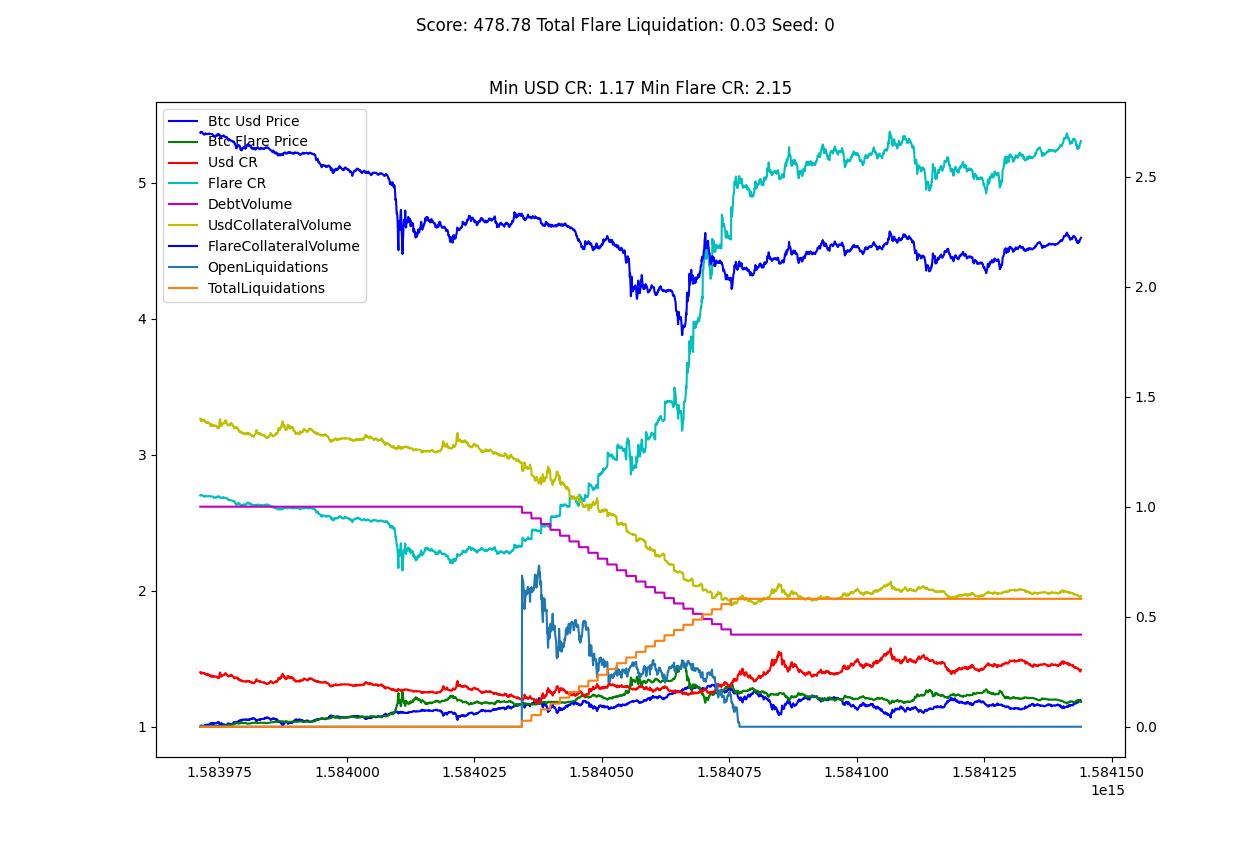 Score: 478.78 Total Flare Liquidation: 0.03 Seed: 0
Min USD CR: 1.17 Min Flare CR: 2.15
Btc Usd Price
Btc Flare Price
Usd CR
Flare CR
DebtVolume
UsdCollateralVolume
FlareCollateralVolume
OpenLiquidations
TotalLiquidations
5
4
3
2
1
2.5
2.0
1.5
1.0
0.5
0.0
1.583975 1.584000 1.584025 1.584050 1.584075 1.584100 1.584125 1.584150
1e15